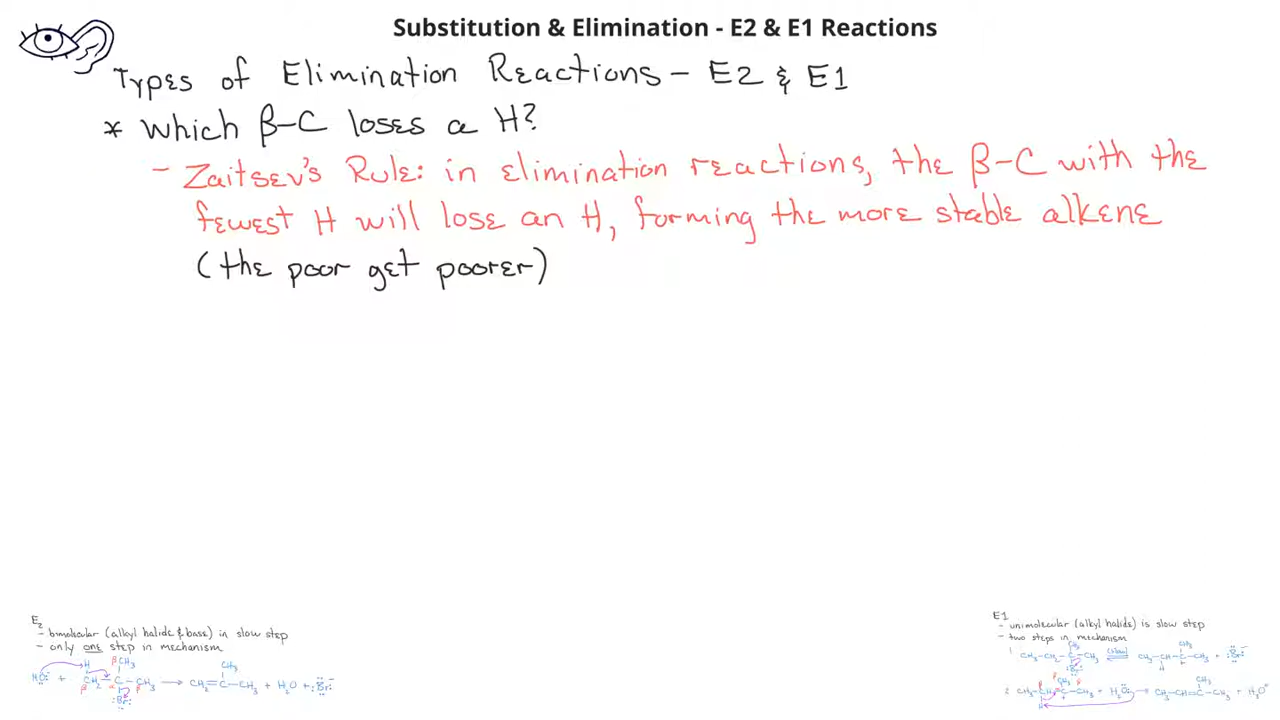 Substitution & Elimination - E2 & E1 Reactions
Types of Elimination Reactions - E2 & E1
* Which β-C loses a H?
- Zaitsev's Rule: in elimination reactions, the β-C with the
fewest H will lose an H, forming the more stable alkene
(the poor get poorer)
E2
- bimolecular (alkyl halide & base) in slow step
- only one step in mechanism
E1
- unimolecular (alkyl halide) is slow step
- two steps in mechanism